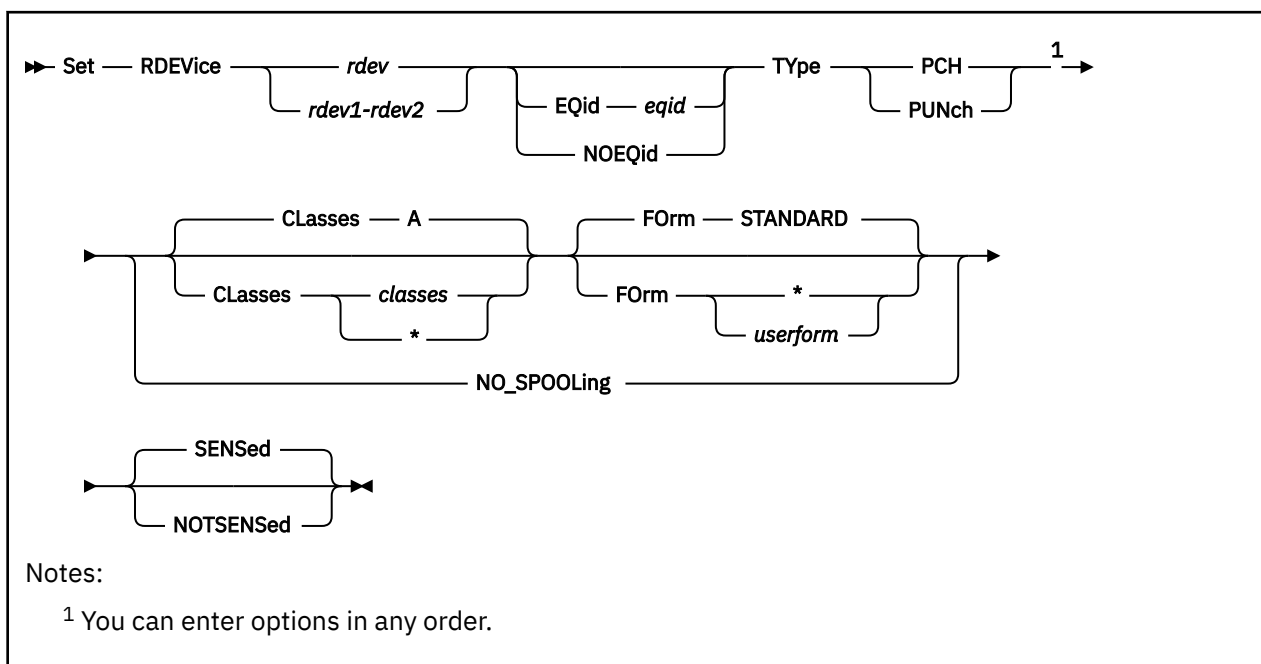 Set RDEVice rdev TYpe PCH 1
rdev1-rdev2 EQid eqid PUNch
NOEQid
CLasses A FOrm STANDARD
CLasses classes FOrm *
* userform
NO_SPOOLing
SENSed
NOTSENSed
Notes:
1 You can enter options in any order.